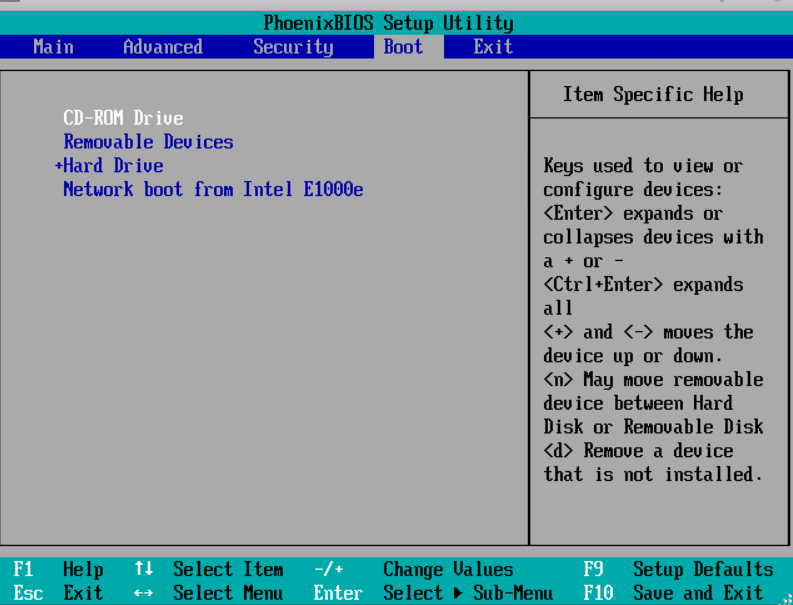 PhoenixBIOS Setup Utility
Main Advanced Security Boot Exit
CD-ROM Drive
Removable Devices
+Hard Drive
Network boot from Intel E1000e
Item Specific Help
Keys used to view or
configure devices:
<Enter> expands or
collapses devices with
a + or -
<Ctrl+Enter> expands
all
<+> and <-> moves the
device up or down.
<n> May move removable
device between Hard
Disk or Removable Disk
<d> Remove a device
that is not installed.
F1 Help ↑↓ Select Item -/+ Change Values F9 Setup Defaults
Esc Exit ↔ Select Menu Enter Select ▶ Sub-Menu F10 Save and Exit